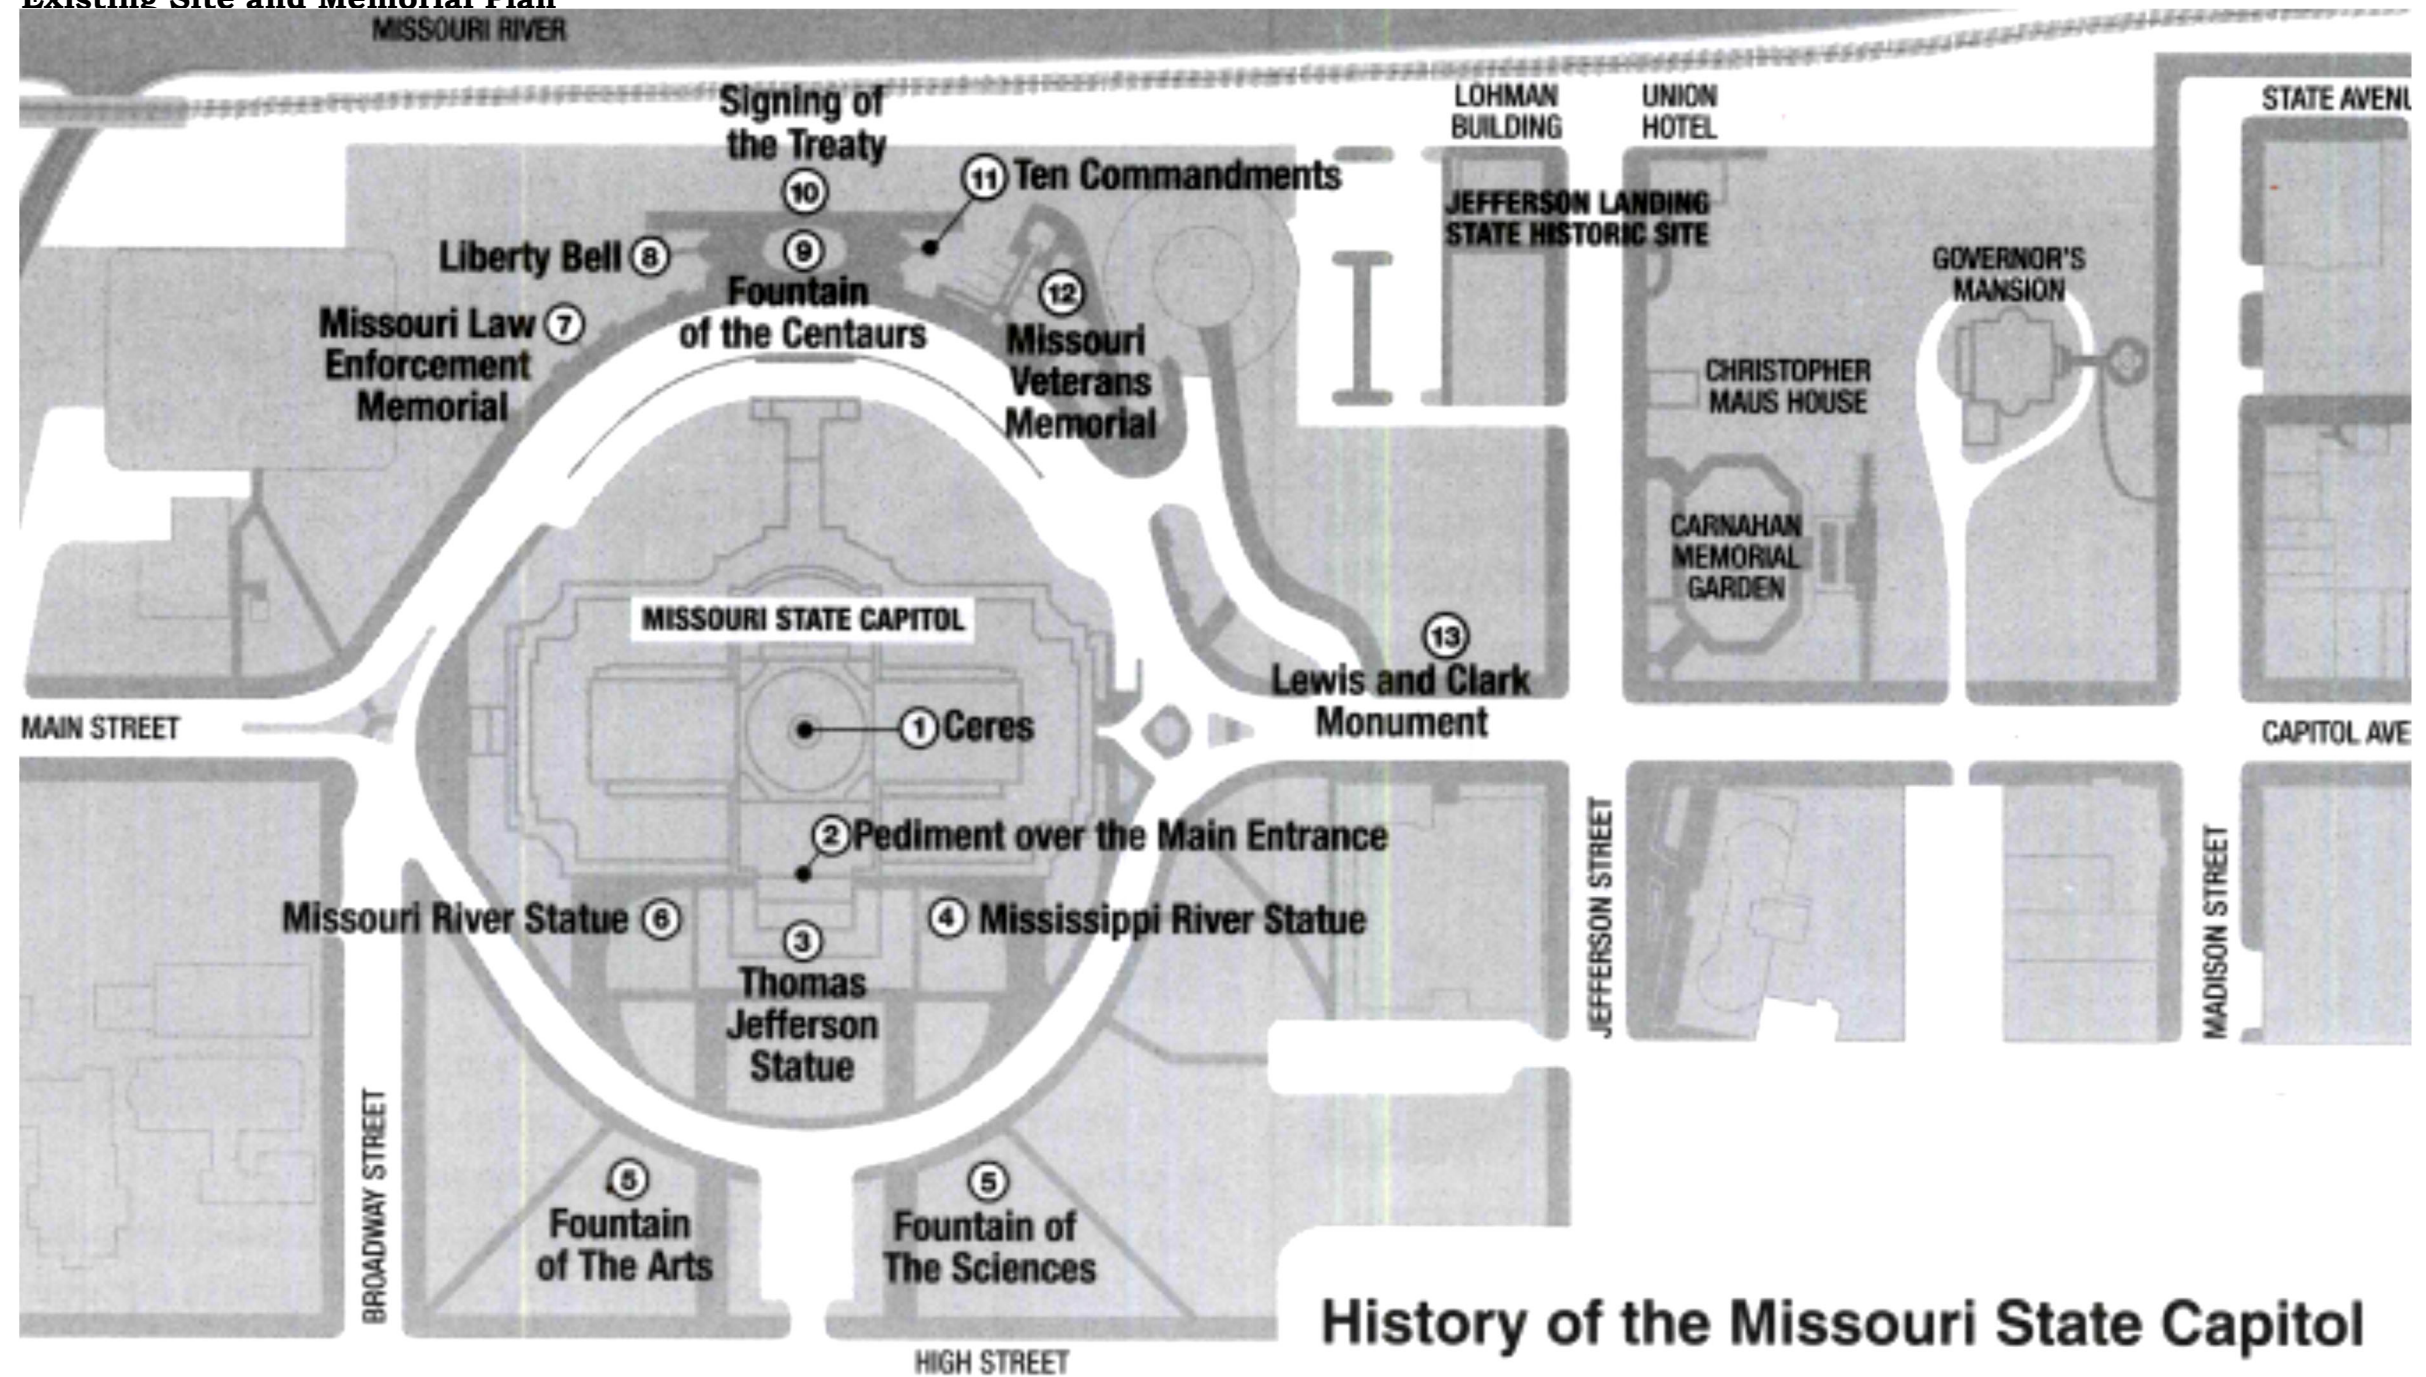 Existing Site and Memorial Plan
MISSOURI RIVER
Signing of
the Treaty
10
11 Ten Commandments
LOHMAN
BUILDING
UNION
HOTEL
STATE AVENU
JEFFERSON LANDING
STATE HISTORIC SITE
Liberty Bell 8
9
Fountain
of the Centaurs
12
Missouri
Veterans
Memorial
Missouri Law 7
Enforcement
Memorial
GOVERNOR'S
MANSION
CHRISTOPHER
MAUS HOUSE
CARNAHAN
MEMORIAL
GARDEN
MISSOURI STATE CAPITOL
13
Lewis and Clark
Monument
MAIN STREET
1 Ceres
CAPITOL AVE
2 Pediment over the Main Entrance
Missouri River Statue 6
4 Mississippi River Statue
3
Thomas
Jefferson
Statue
JEFFERSON STREET
MADISON STREET
BROADWAY STREET
5
Fountain
of The Arts
5
Fountain of
The Sciences
History of the Missouri State Capitol
HIGH STREET